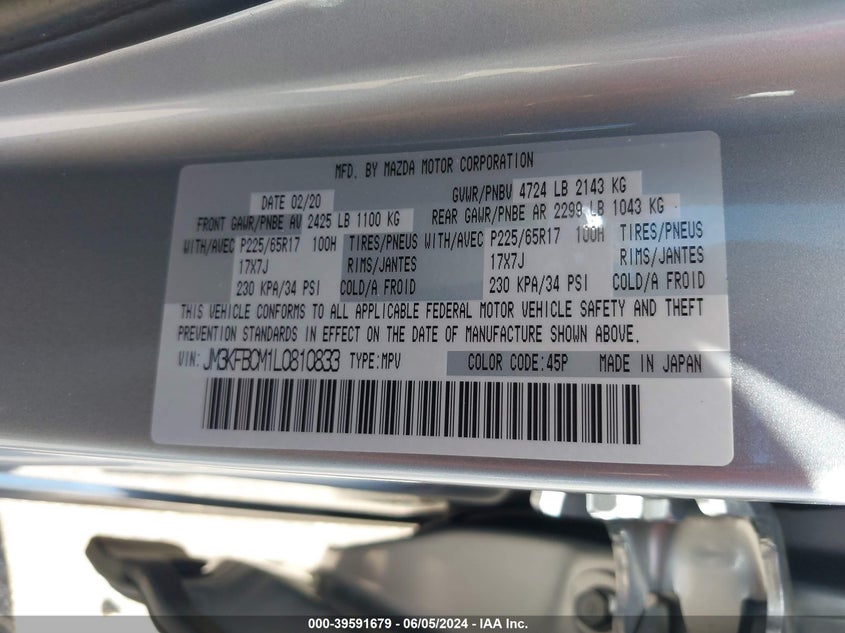 MFD. BY MAZDA MOTOR CORPORATION
DATE 02/20 GVWR/PNBV 4724 LB 2143 KG
FRONT GAWR/PNBE AV 2425 LB 1100 KG REAR GAWR/PNBE AR 2299 LB 1043 KG
WITH/AVEC P225/65R17 100H TIRES/PNEUS WITH/AVEC P225/65R17 100H TIRES/PNEUS
17X7J RIMS/JANTES 17X7J RIMS/JANTES
230 KPA/34 PSI COLD/A FROID 230 KPA/34 PSI COLD/A FROID
THIS VEHICLE CONFORMS TO ALL APPLICABLE FEDERAL MOTOR VEHICLE SAFETY AND THEFT
PREVENTION STANDARDS IN EFFECT ON THE DATE OF MANUFACTURE SHOWN ABOVE.
VIN: JM3KFBCM1L0810833 TYPE:MPV COLOR CODE:45P MADE IN JAPAN
000-39591679 / 06/05/2024 - IAA Inc.